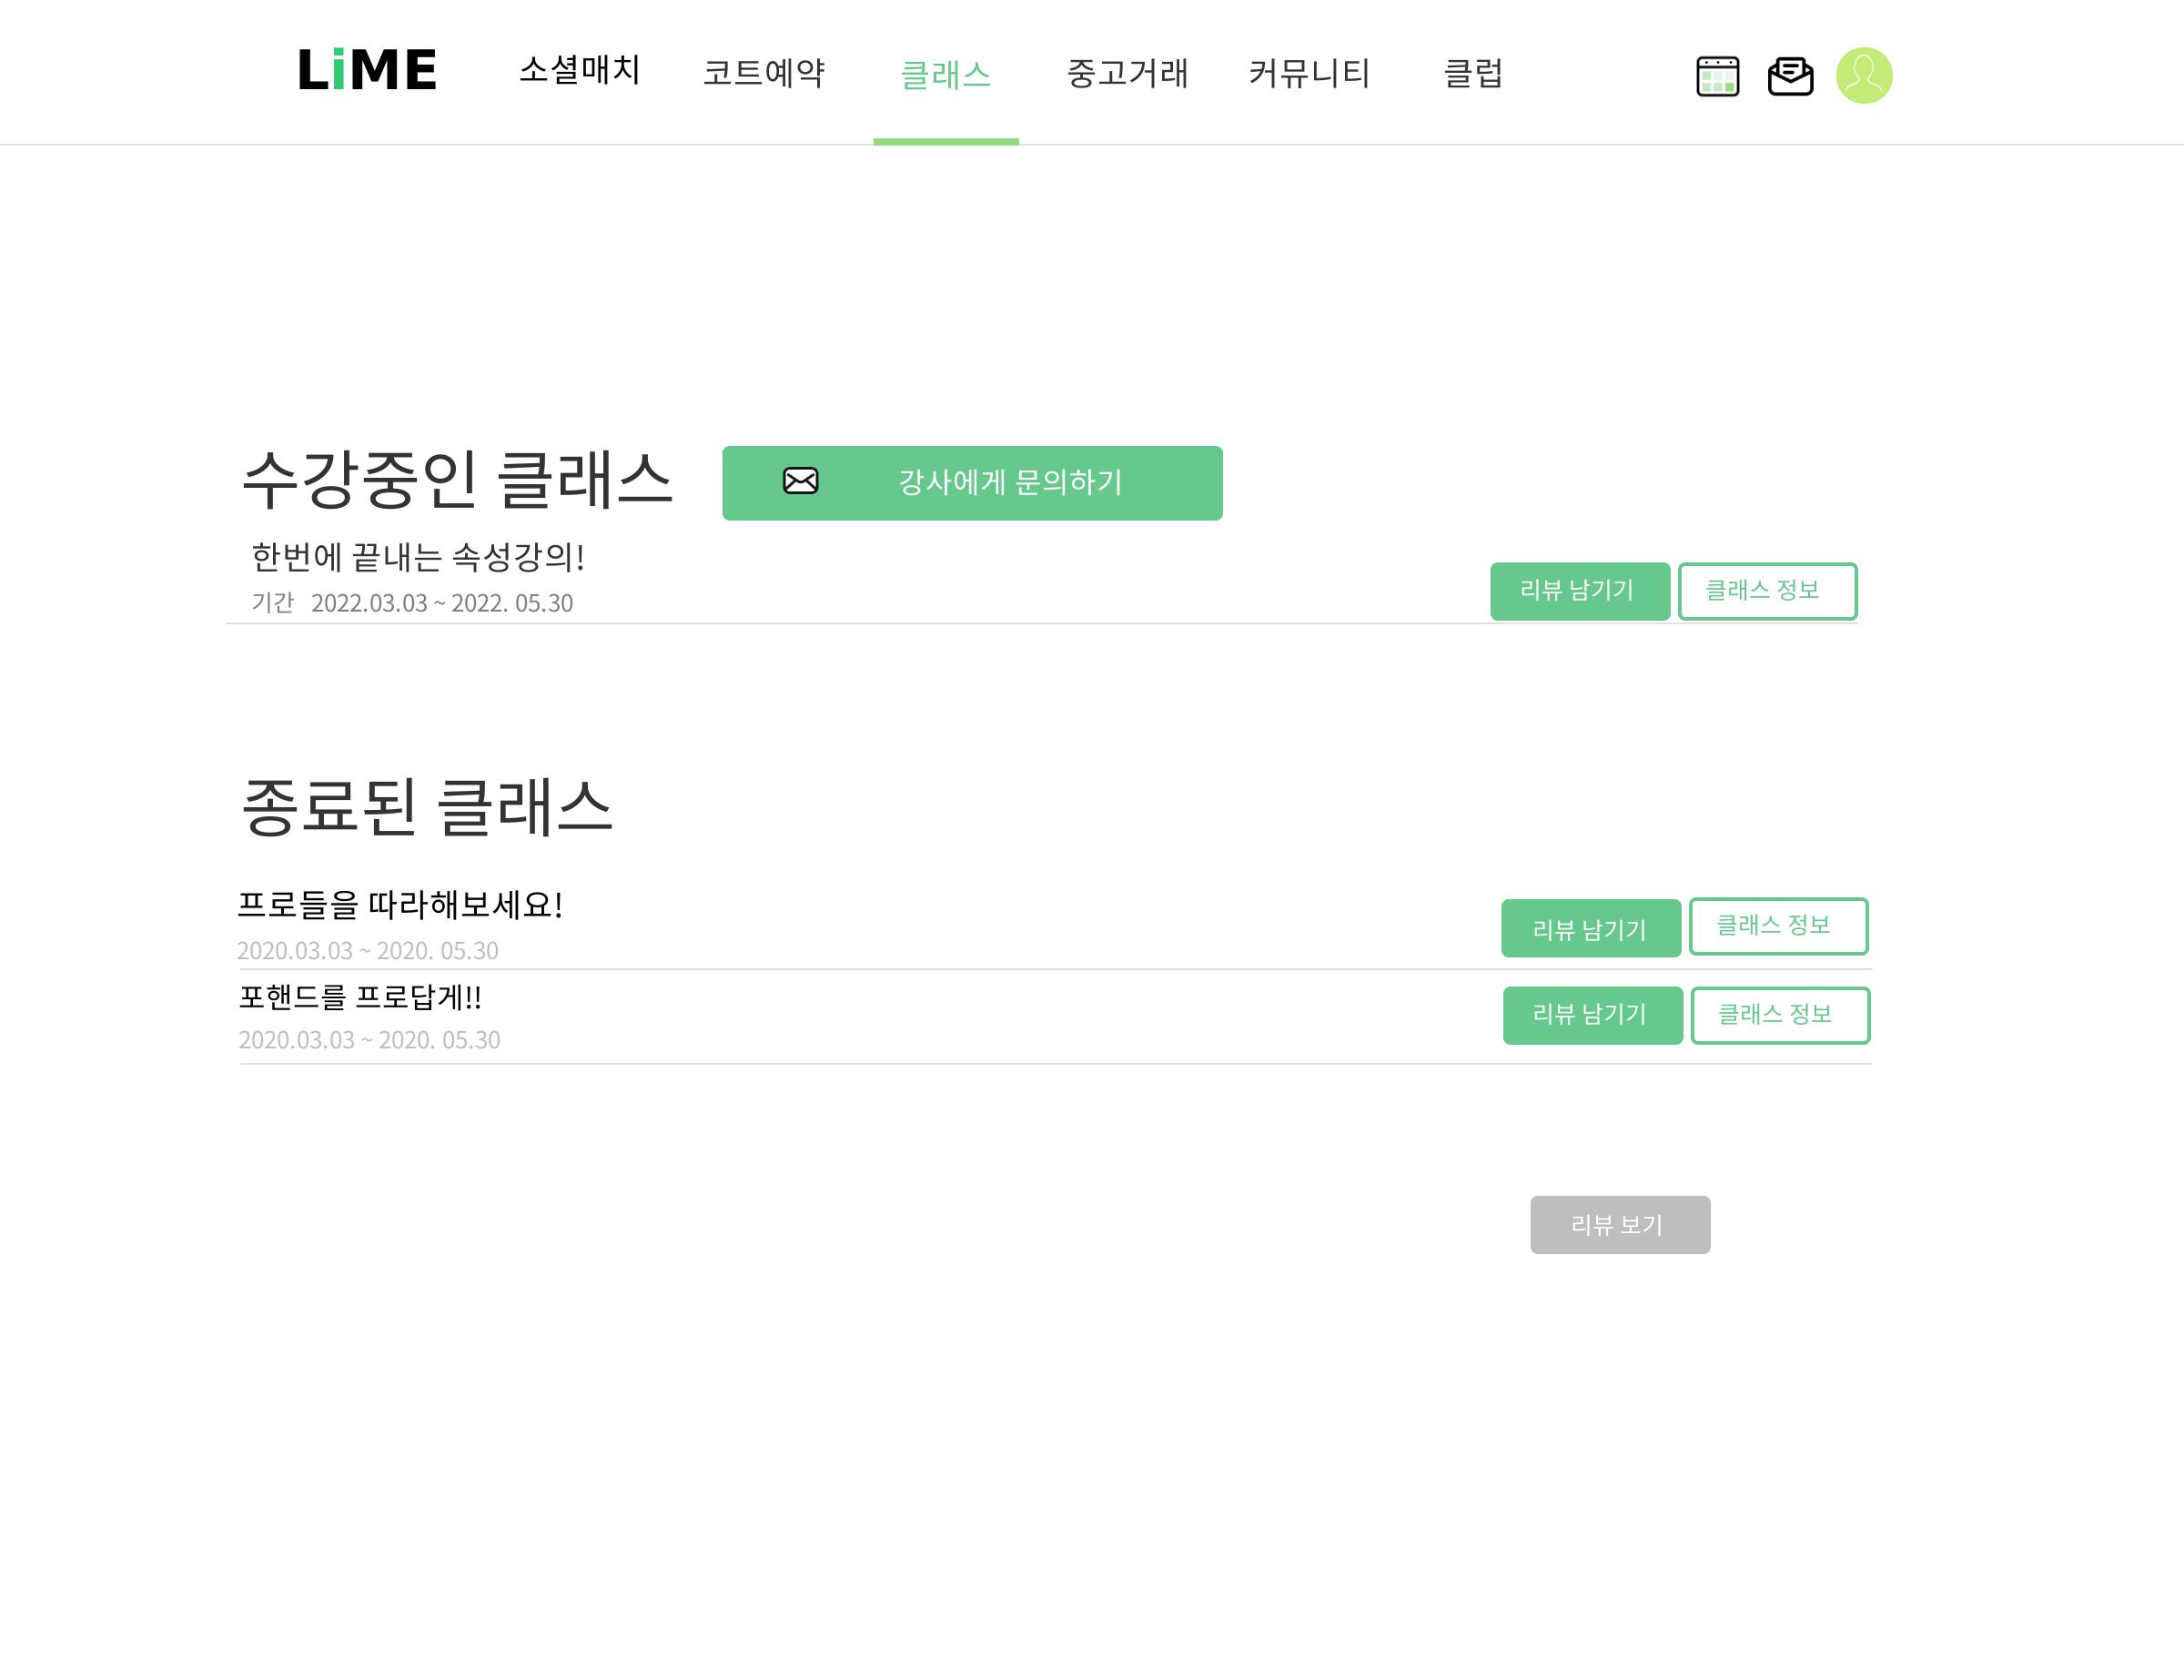 LiME 소셜매치 코트예약 클래스 중고거래 커뮤니티 클럽
수강중인 클래스 강사에게 문의하기
한번에 끝내는 속성강의!
기간 2022.03.03 ~ 2022. 05.30
리뷰 남기기 클래스 정보
종료된 클래스
프로들을 따라해보세요!
2020.03.03 ~ 2020. 05.30
리뷰 남기기 클래스 정보
포핸드를 프로답게!!
2020.03.03 ~ 2020. 05.30
리뷰 남기기 클래스 정보
리뷰 보기